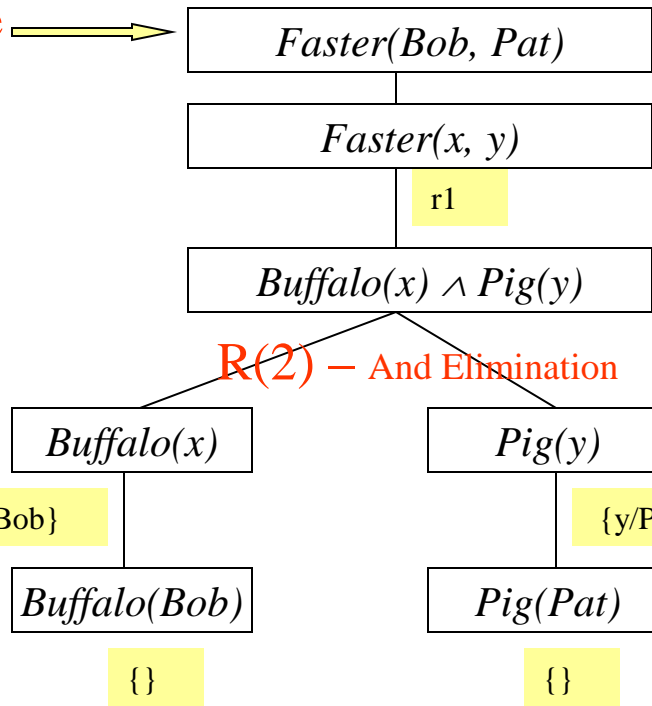 Faster(Bob, Pat)
Faster(x, y)
r1
Buffalo(x) ∧ Pig(y)
R(2) – And Elimination
Buffalo(x) Pig(y)
Bob} {y/P
Buffalo(Bob) Pig(Pat)
{} {}